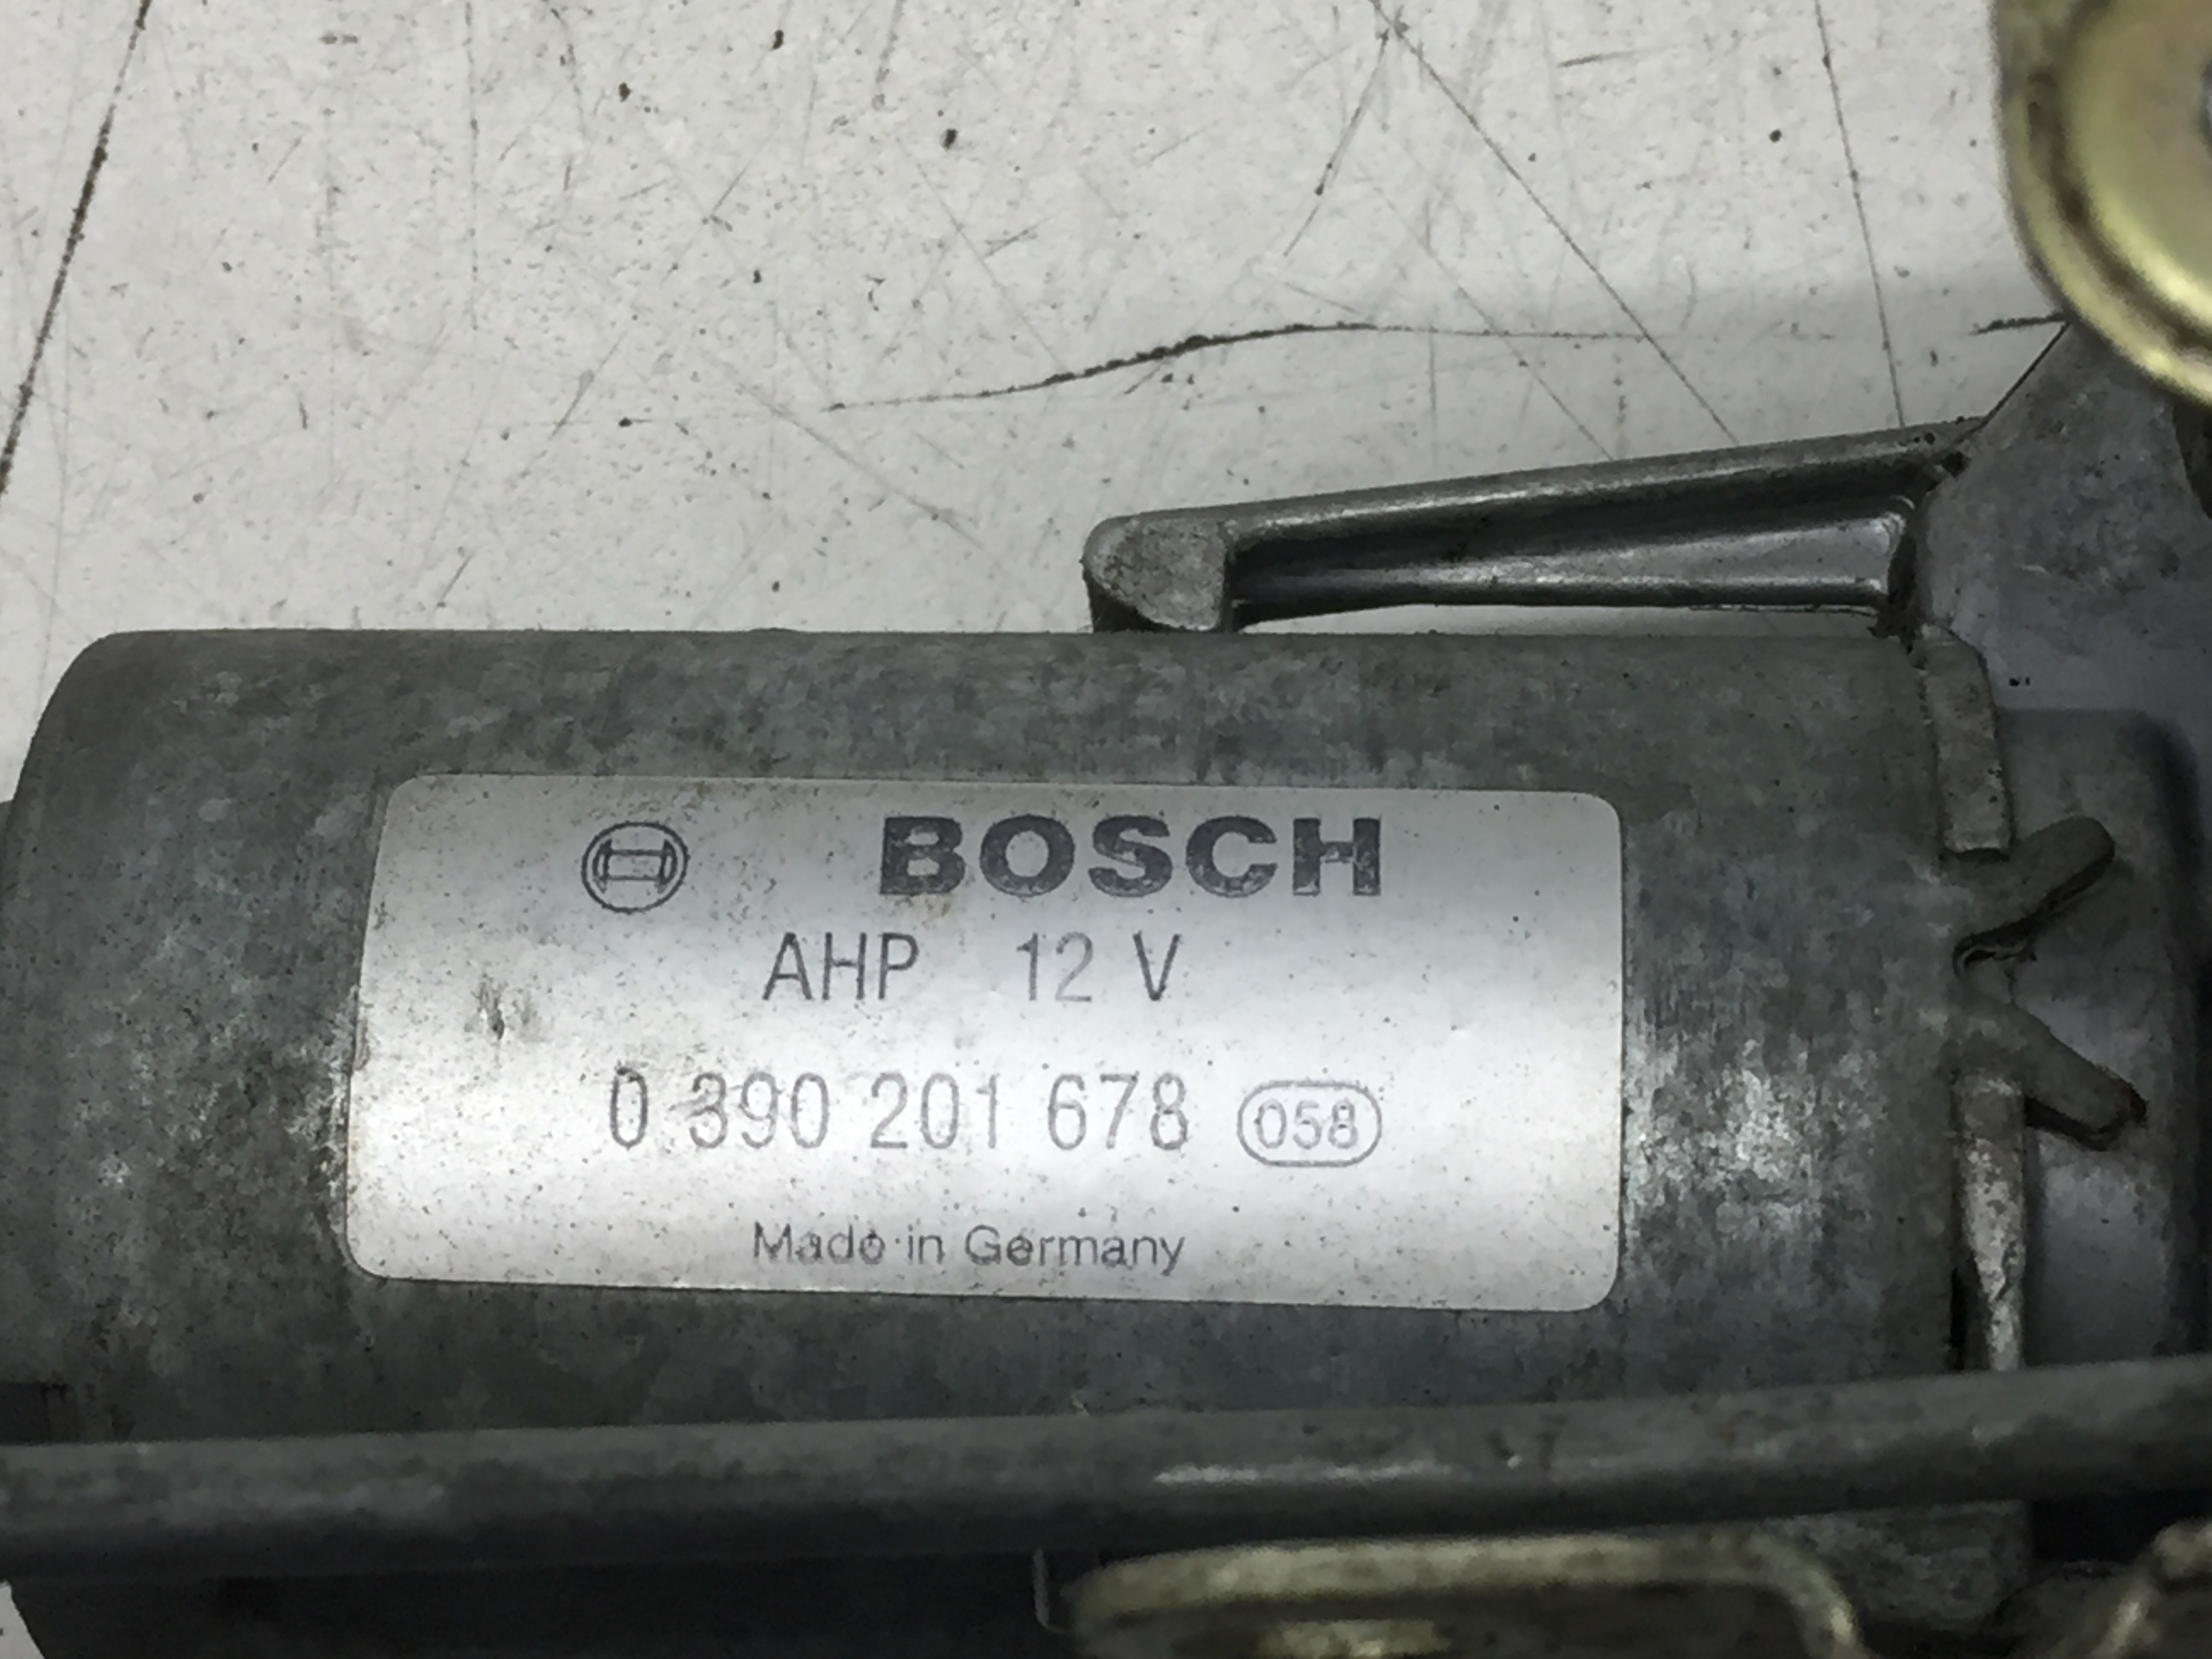 BOSCH
AHP 12 V
0 390 201 678 058
Made in Germany